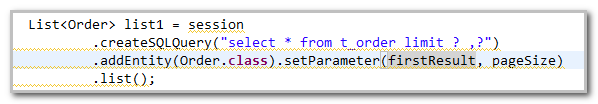 List<Order> list1 = session
.createSQLQuery("select * from t_order limit ? ,?")
.addEntity(Order.class).setParameter(firstResult, pageSize)
.list();